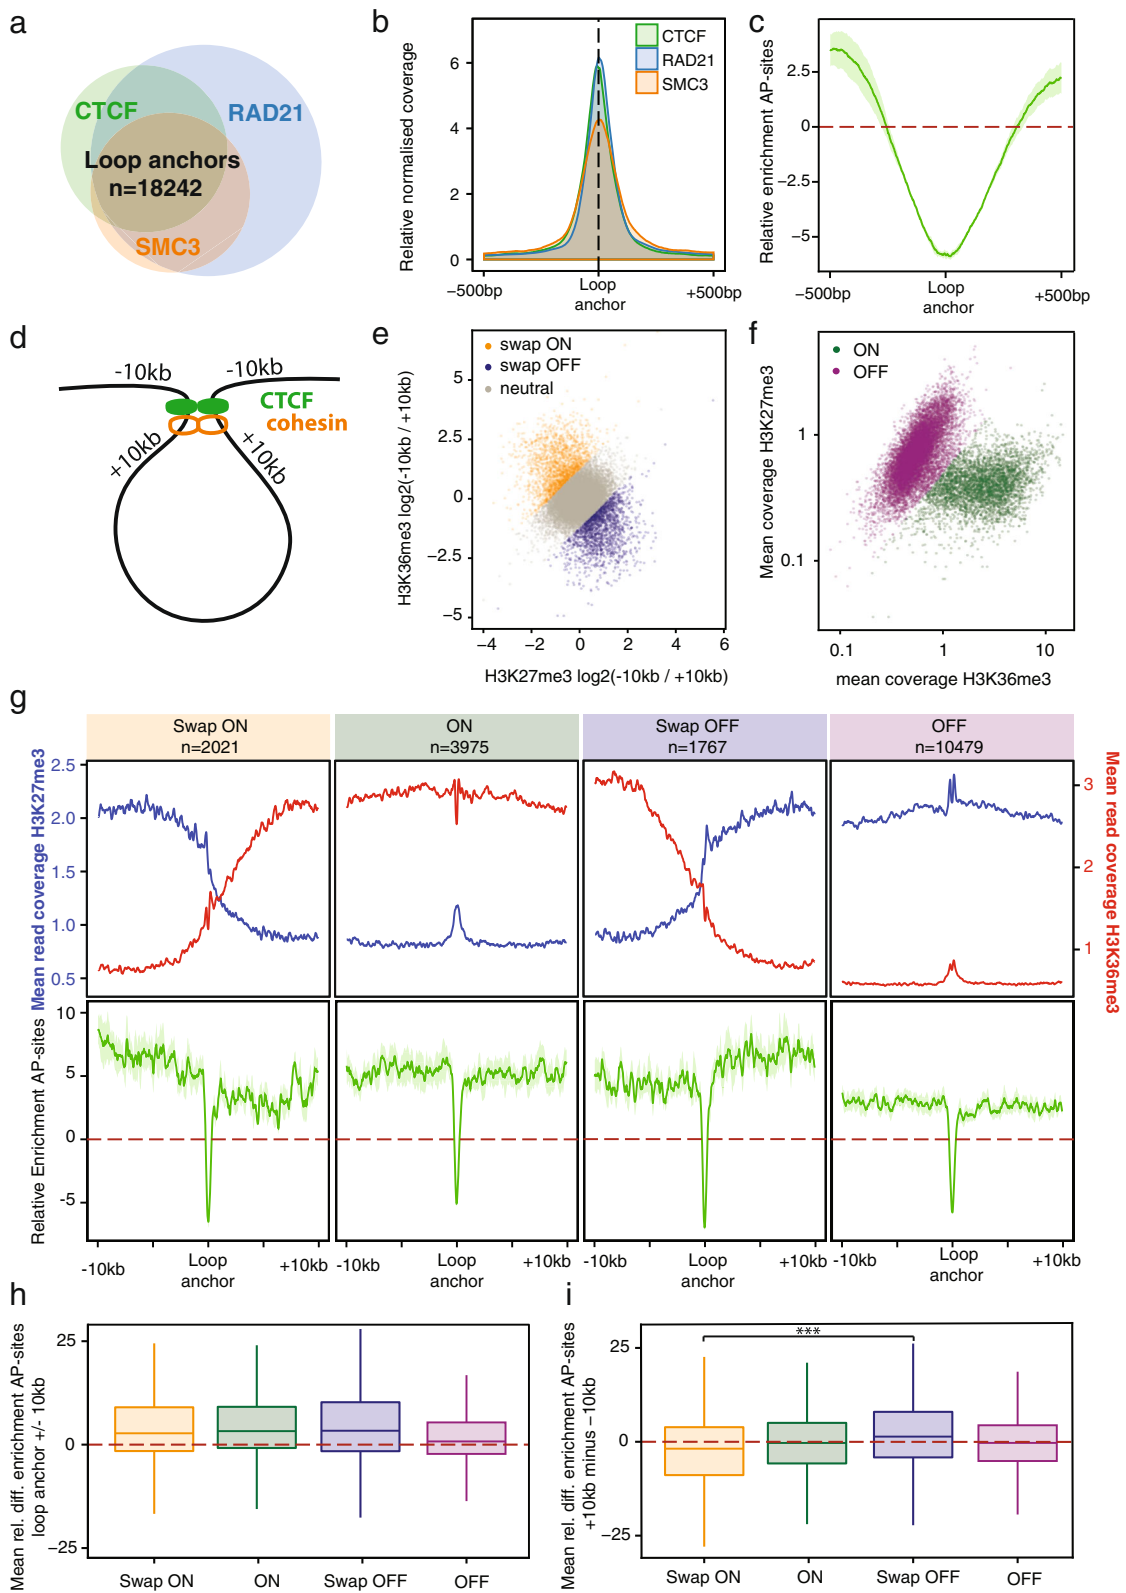 a
CTCF
RAD21
Loop anchors
n=18242
SMC3
b
Relative normalised coverage
6
4
2
0
CTCF
RAD21
SMC3
−500bp
Loop
anchor
+500bp
c
Relative enrichment AP-sites
2.5
0
−2.5
−5
−500bp
Loop
anchor
+500bp
d
-10kb
-10kb
CTCF
cohesin
+10kb
+10kb
e
H3K36me3 log2(-10kb / +10kb)
swap ON
swap OFF
neutral
5
2.5
0
−2.5
−5
−4
−2
0
2
4
6
H3K27me3 log2(-10kb / +10kb)
f
Mean coverage H3K27me3
ON
OFF
1
0.1
0.1
1
10
mean coverage H3K36me3
g
Swap ON
n=2021
ON
n=3975
Swap OFF
n=1767
OFF
n=10479
Mean read coverage H3K27me3
2.5
2.0
1.5
1.0
0.5
3
2
1
Mean read coverage H3K36me3
Relative Enrichment AP-sites
10
5
0
-5
-10kb
Loop
anchor
+10kb
-10kb
Loop
anchor
+10kb
-10kb
Loop
anchor
+10kb
-10kb
Loop
anchor
+10kb
h
Mean rel. diff. enrichment AP-sites
loop anchor +/- 10kb
25
0
−25
Swap ON
ON
Swap OFF
OFF
i
Mean rel. diff. enrichment AP-sites
+10kb minus −10kb
25
0
−25
***
Swap ON
ON
Swap OFF
OFF